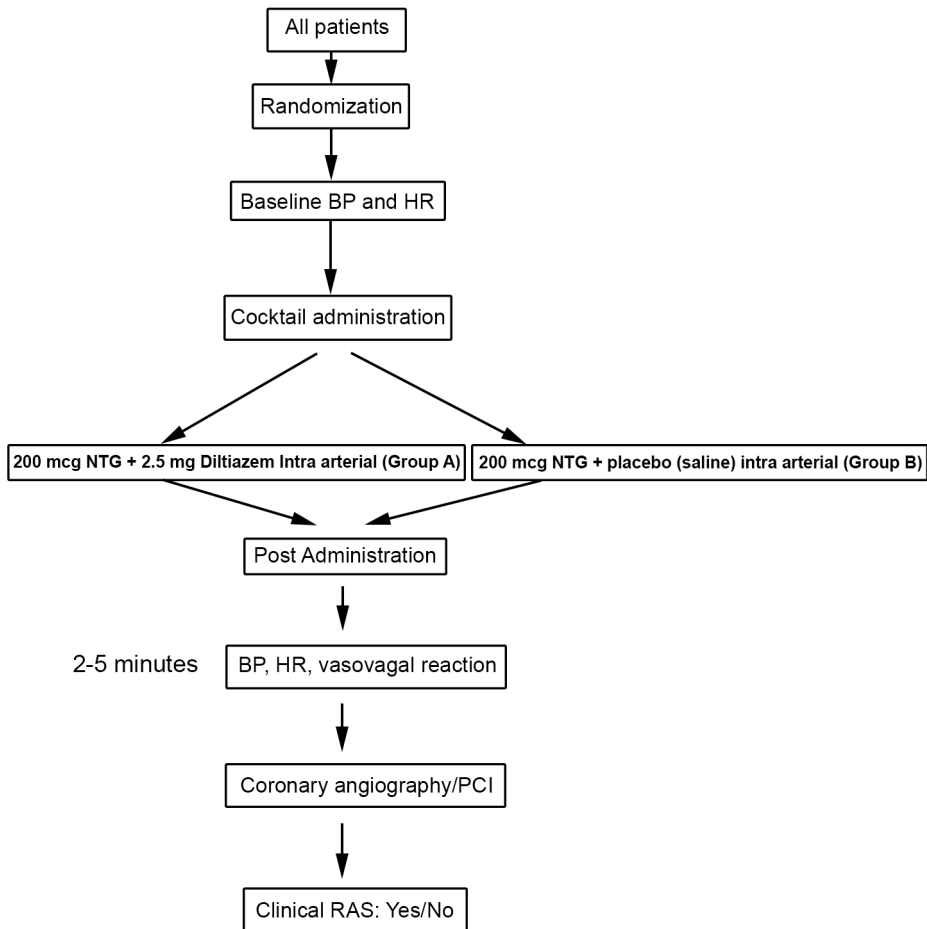 All patients
Randomization
Baseline BP and HR
Cocktail administration
200 mcg NTG + 2.5 mg Diltiazem Intra arterial (Group A)
200 mcg NTG + placebo (saline) intra arterial (Group B)
Post Administration
2-5 minutes
BP, HR, vasovagal reaction
Coronary angiography/PCI
Clinical RAS: Yes/No